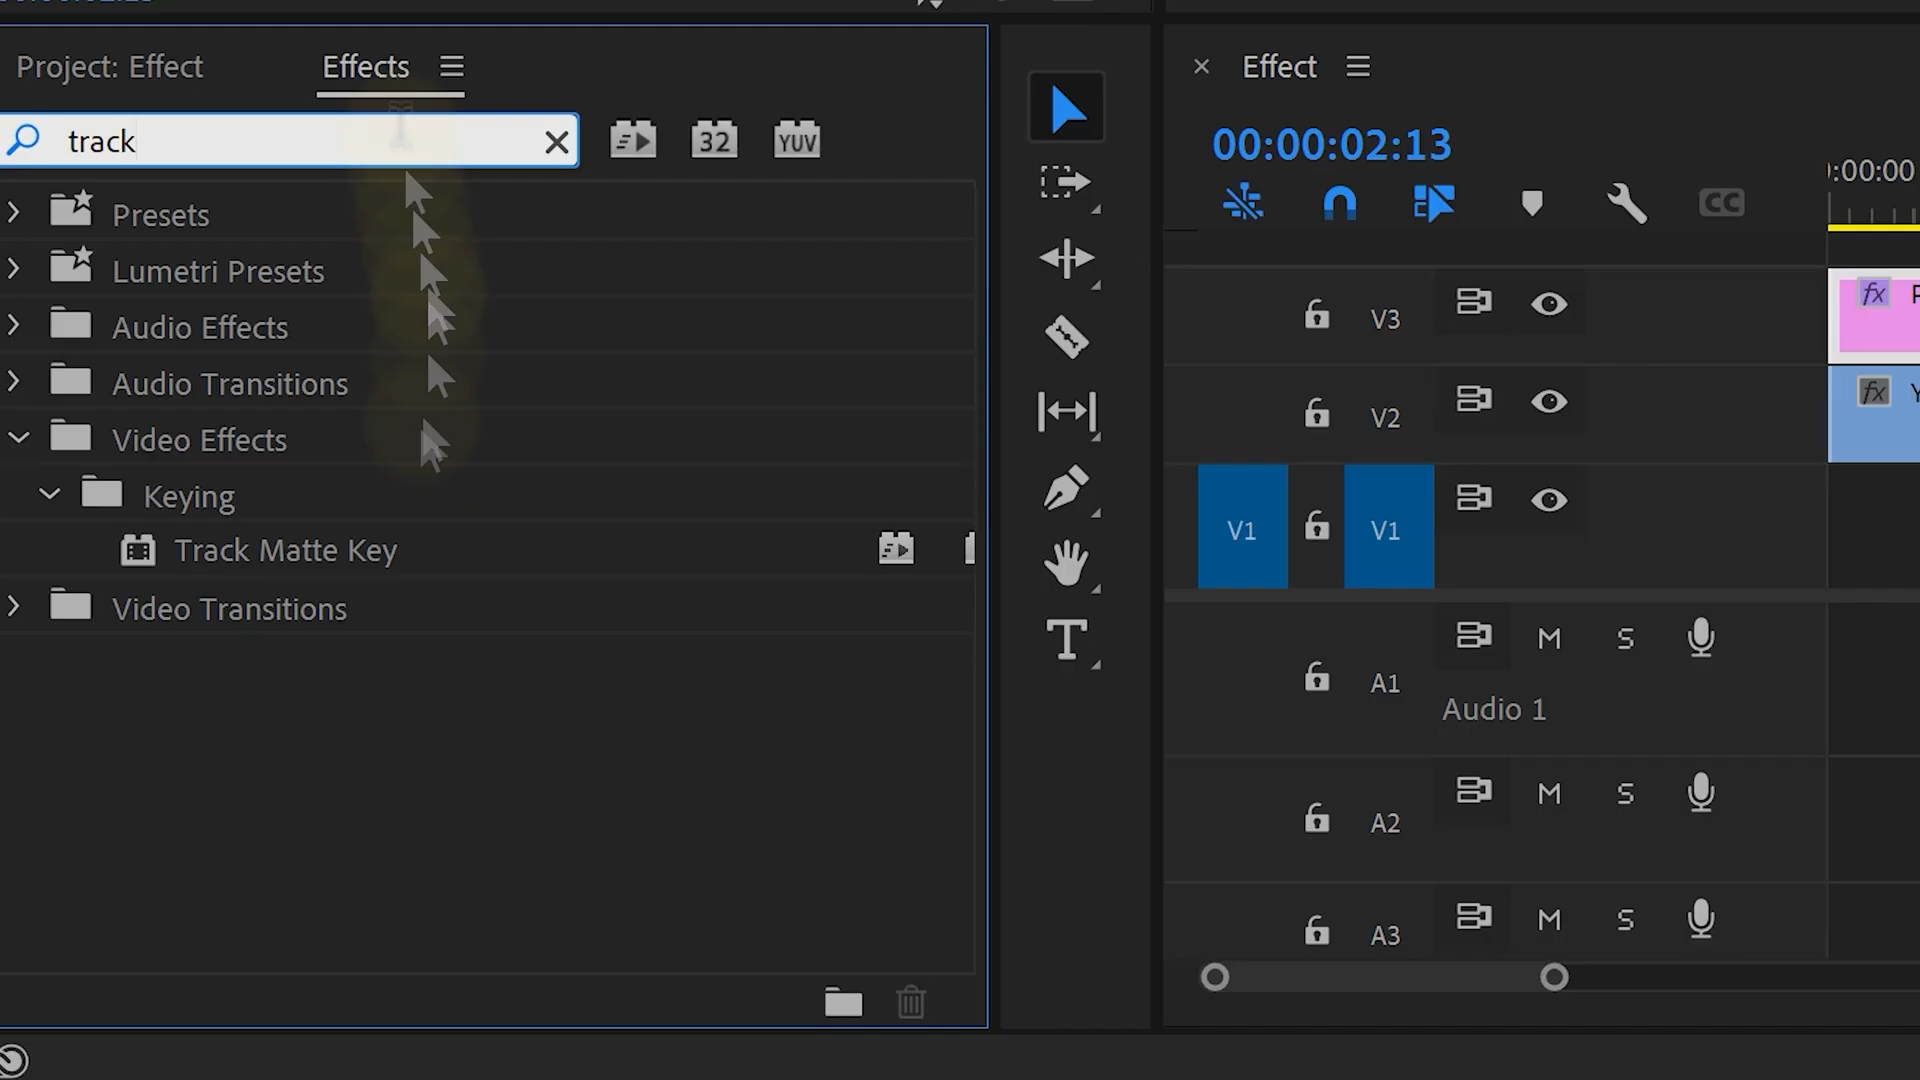 Project: Effect
Effects
track
32
YUV
Presets
Lumetri Presets
Audio Effects
Audio Transitions
Video Effects
Keying
Track Matte Key
Video Transitions
Effect
00:00:02:13
:00:00
CC
V3
fx
V2
fx
V1
V1
A1
M
S
Audio 1
A2
M
S
A3
M
S